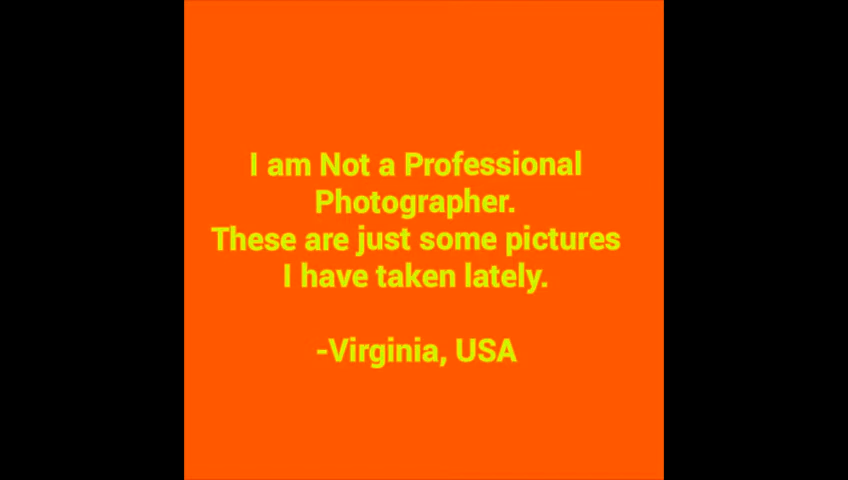 I am Not a Professional
Photographer.
These are just some pictures
I have taken lately.
-Virginia, USA